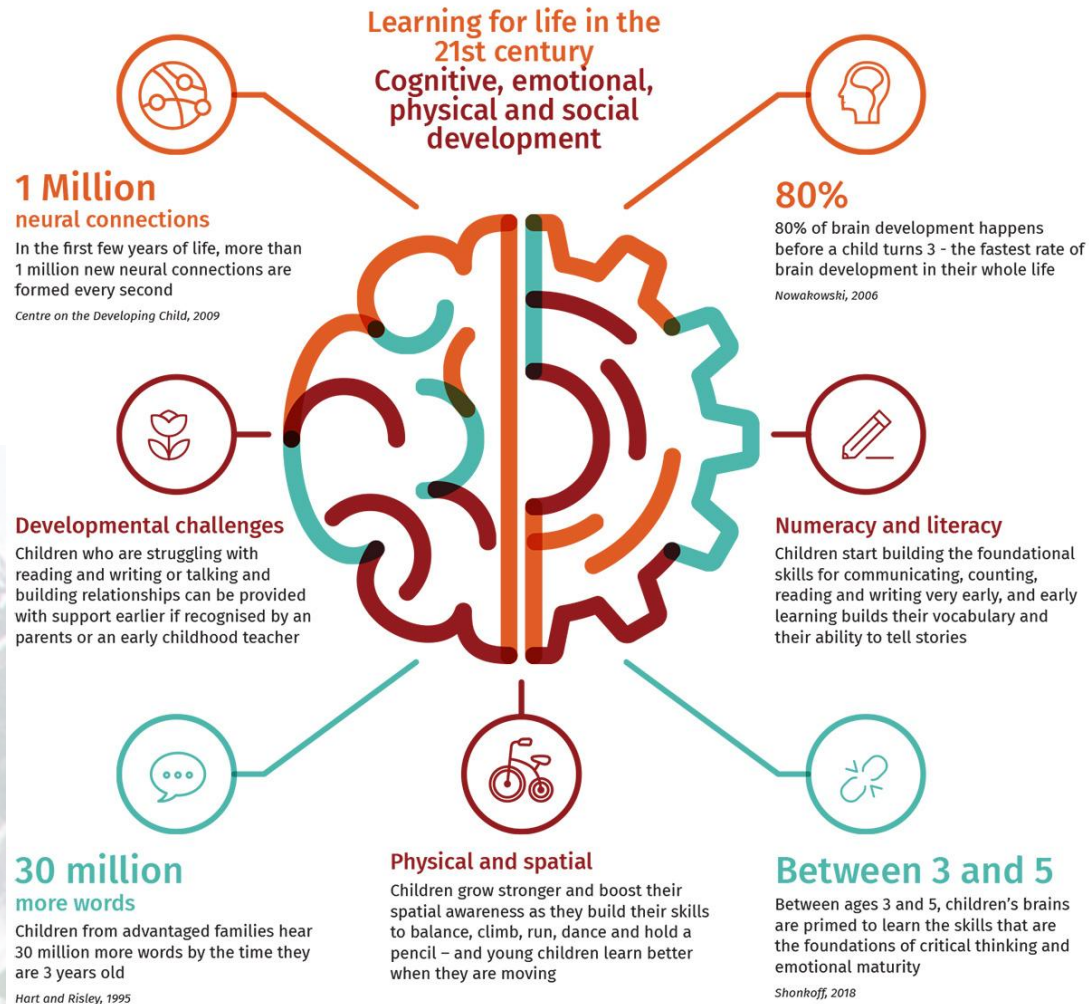 Learning for life in the
21st century
Cognitive, emotional,
physical and social
development
1 Million
neural connections
In the first few years of life, more than
1 million new neural connections are
formed every second
Centre on the Developing Child, 2009
80%
80% of brain development happens
before a child turns 3 - the fastest rate of
brain development in their whole life
Nowakowski, 2006
Developmental challenges
Children who are struggling with
reading and writing or talking and
building relationships can be provided
with support earlier if recognised by an
parents or an early childhood teacher
Numeracy and literacy
Children start building the foundational
skills for communicating, counting,
reading and writing very early, and early
learning builds their vocabulary and
their ability to tell stories
30 million
more words
Children from advantaged families hear
30 million more words by the time they
are 3 years old
Hart and Risley, 1995
Physical and spatial
Children grow stronger and boost their
spatial awareness as they build their skills
to balance, climb, run, dance and hold a
pencil – and young children learn better
when they are moving
Between 3 and 5
Between ages 3 and 5, children’s brains
are primed to learn the skills that are
the foundations of critical thinking and
emotional maturity
Shonkoff, 2018